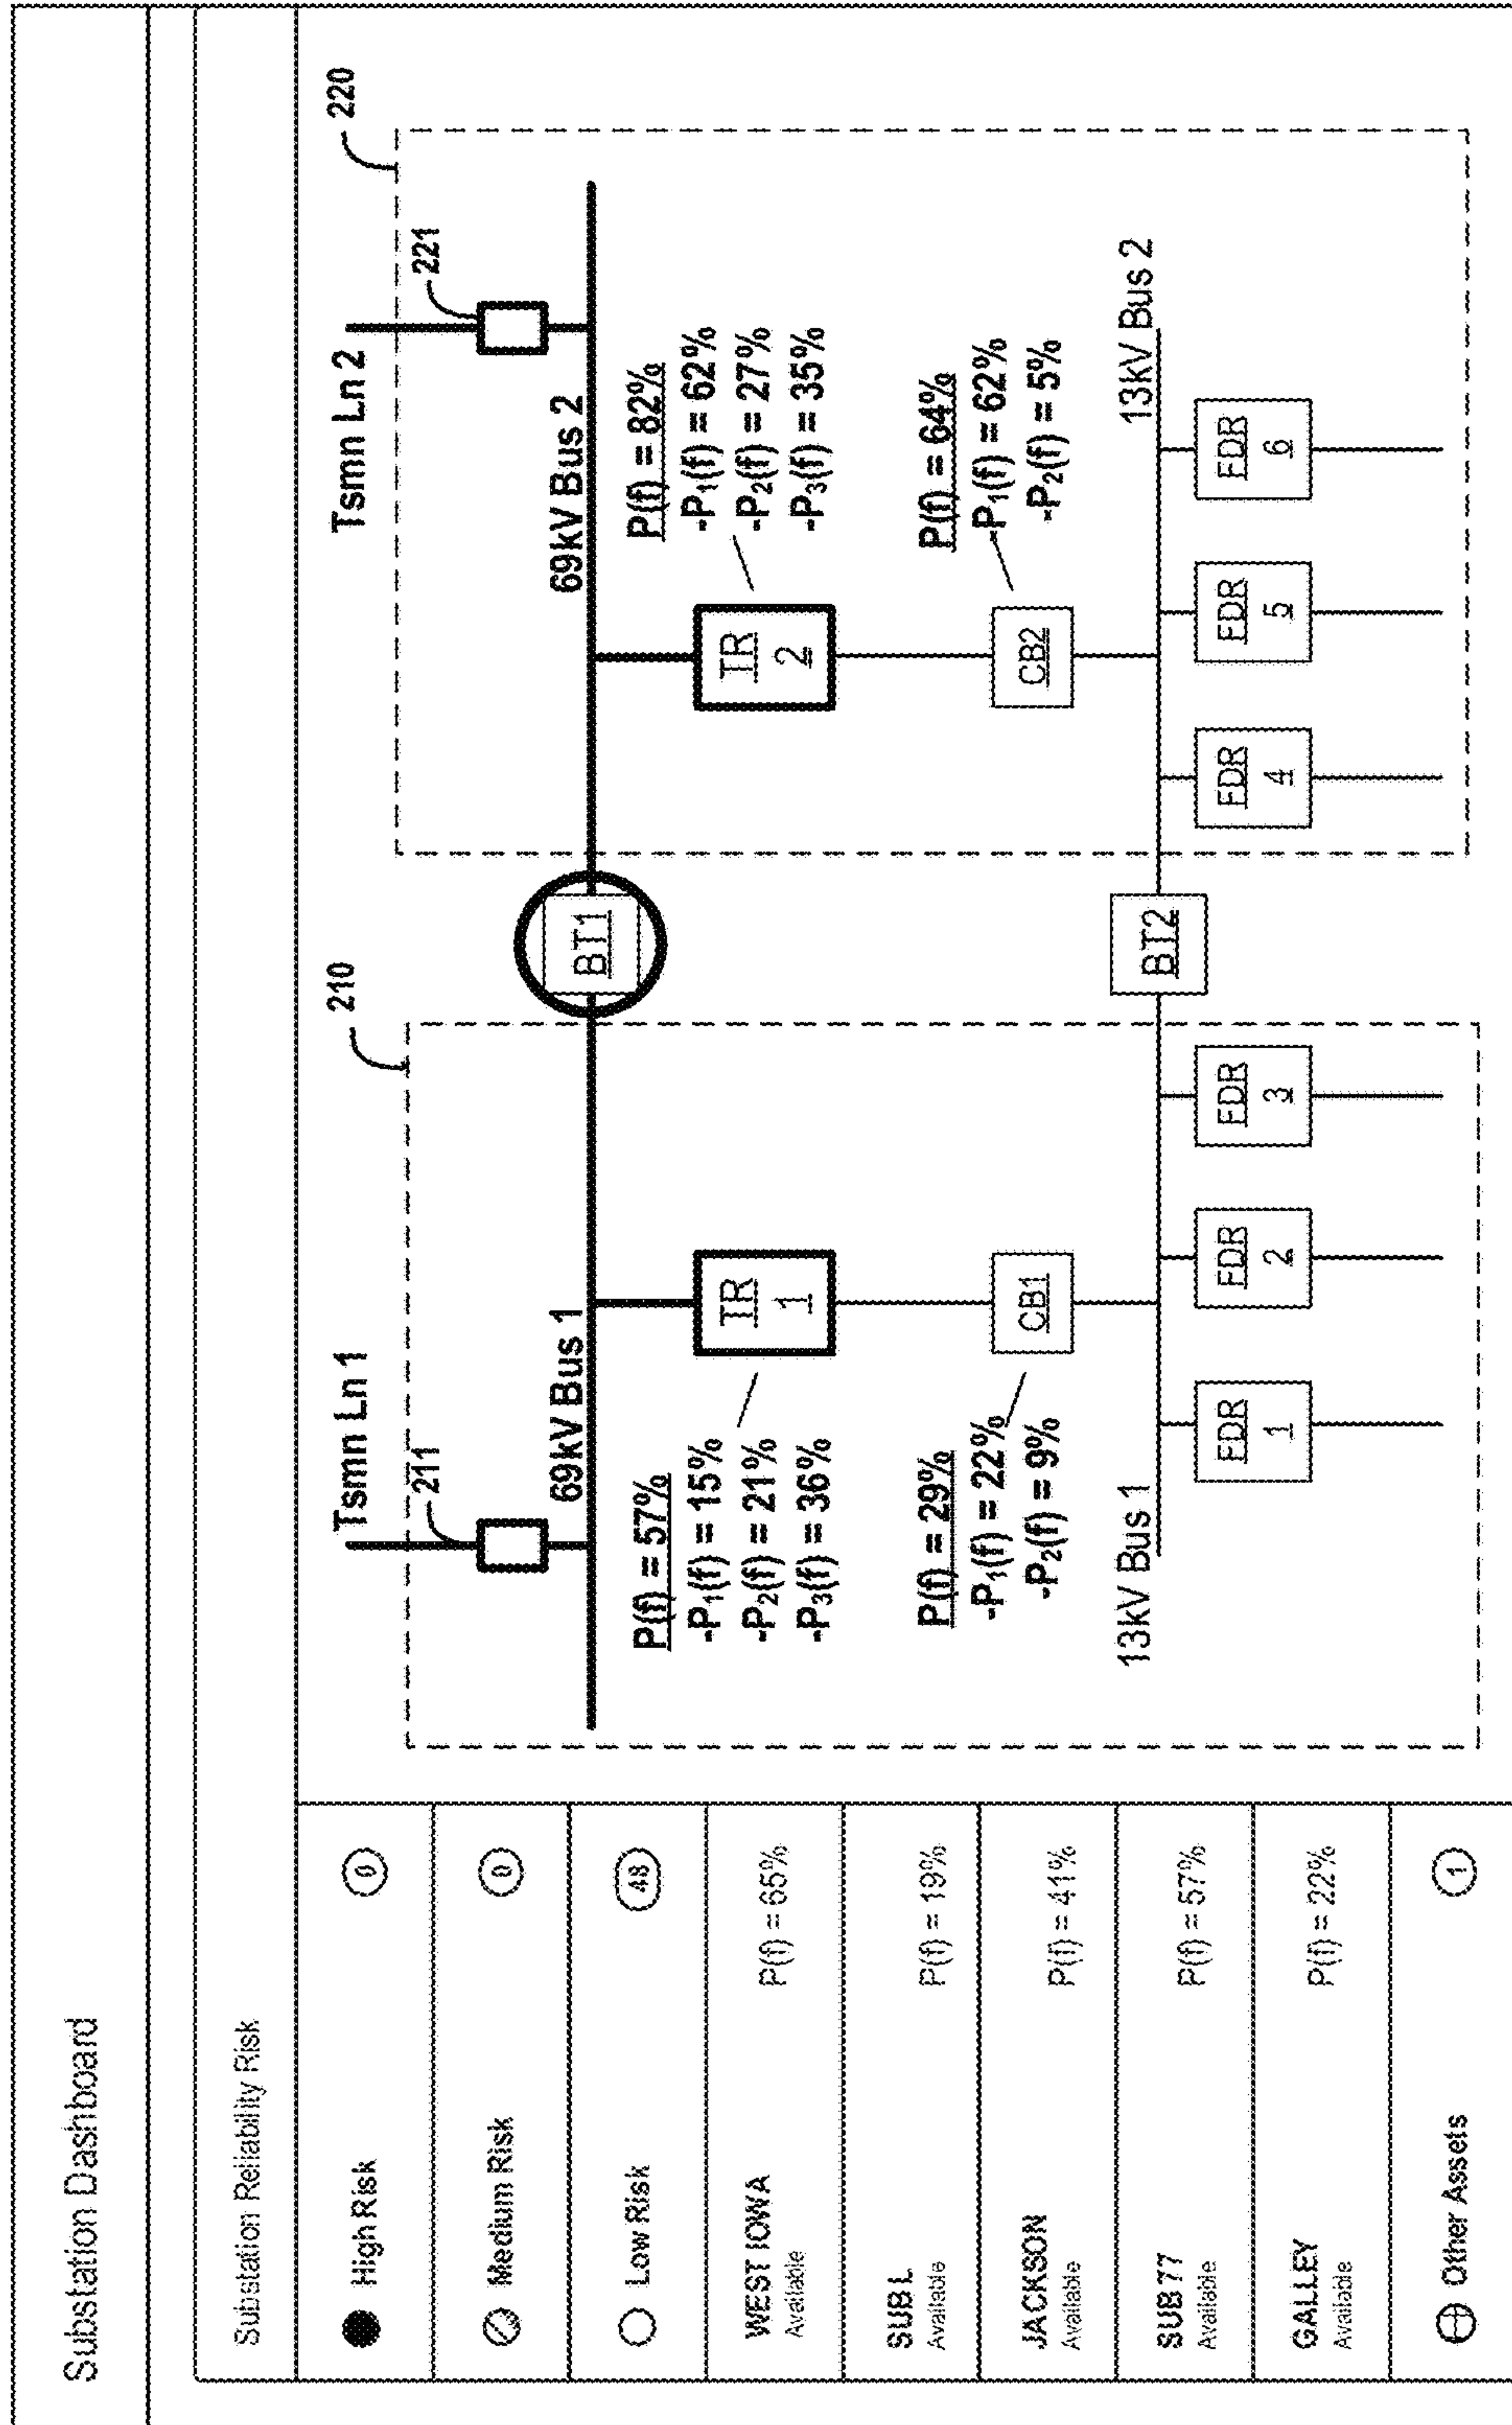 Substation Dashboard
Substation Reliability Risk
High Risk
0
Medium Risk
0
Low Risk
48
WEST IOWA
Available
P(f) = 65%
SUB L
Available
P(f) = 19%
JACKSON
Available
P(f) = 41%
SUB 77
Available
P(f) = 57%
GALLEY
Available
P(f) = 22%
Other Assets
1
210
Tsmn Ln 1
211
69kV Bus 1
P(f) = 57%
-P₁(f) = 15%
-P₂(f) = 21%
-P₃(f) = 36%
TR
1
P(f) = 29%
-P₁(f) = 22%
-P₂(f) = 9%
CB1
13kV Bus 1
FDR
1
FDR
2
FDR
3
BT1
BT2
220
Tsmn Ln 2
221
69kV Bus 2
TR
2
P(f) = 82%
-P₁(f) = 62%
-P₂(f) = 27%
-P₃(f) = 35%
CB2
P(f) = 64%
-P₁(f) = 62%
-P₂(f) = 5%
13kV Bus 2
FDR
4
FDR
5
FDR
6